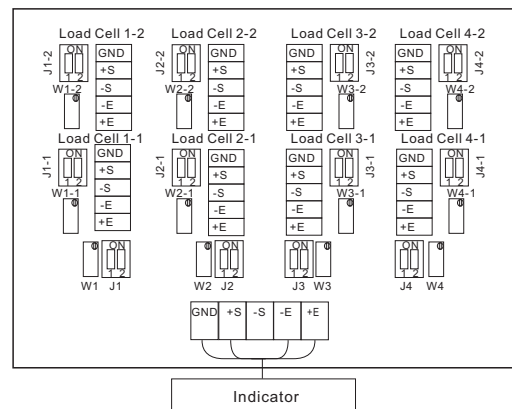 Load Cell 1-2 Load Cell 2-2 Load Cell 3-2 Load Cell 4-2
J1-2 ON 1 2 GND J2-2 ON 1 2 GND GND ON 1 2 J3-2 GND ON 1 2 J4-2
+S +S +S +S
W1-2 -S W2-2 -S -S W3-2 -S W4-2
-E -E -E -E
+E +E +E +E
Load Cell 1-1 Load Cell 2-1 Load Cell 3-1 Load Cell 4-1
J1-1 ON 1 2 GND J2-1 ON 1 2 GND GND ON 1 2 J3-1 GND ON 1 2 J4-1
+S +S +S +S
W1-1 -S W2-1 -S -S W3-1 -S W4-1
-E -E -E -E
+E +E +E +E
ON 1 2 ON 1 2 ON 1 2 ON 1 2
W1 J1 W2 J2 J3 W3 J4 W4
GND +S -S -E +E
Indicator